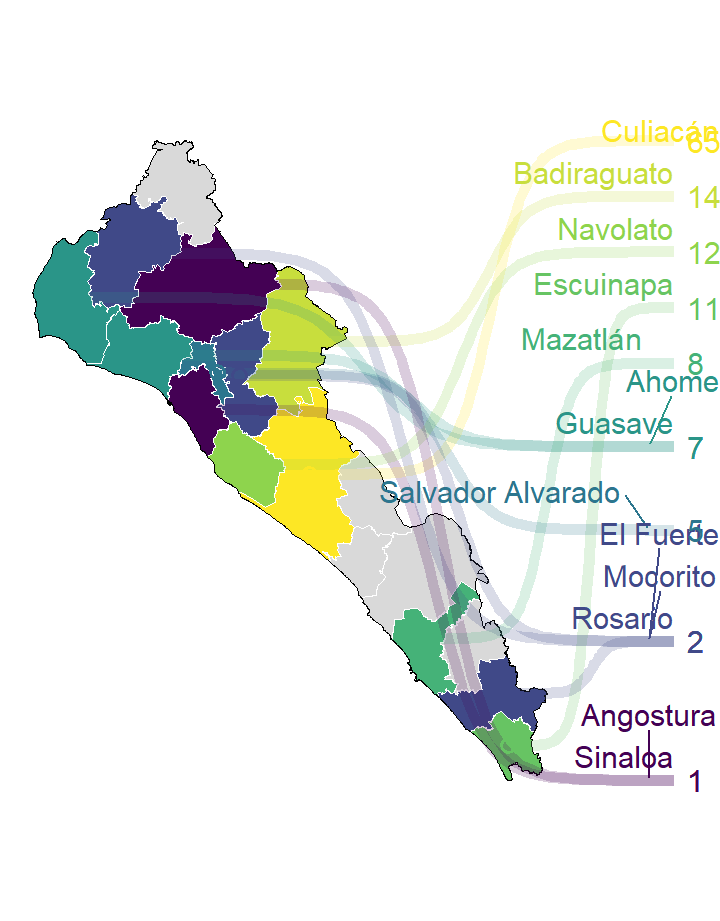 Culiacán
65
Badiraguato
14
Navolato
12
Escuinapa
11
Mazatlán
8
Ahome
Guasave
7
Salvador Alvarado
El Fuerte
Mocorito
Rosario
2
Angostura
Sinaloa
1